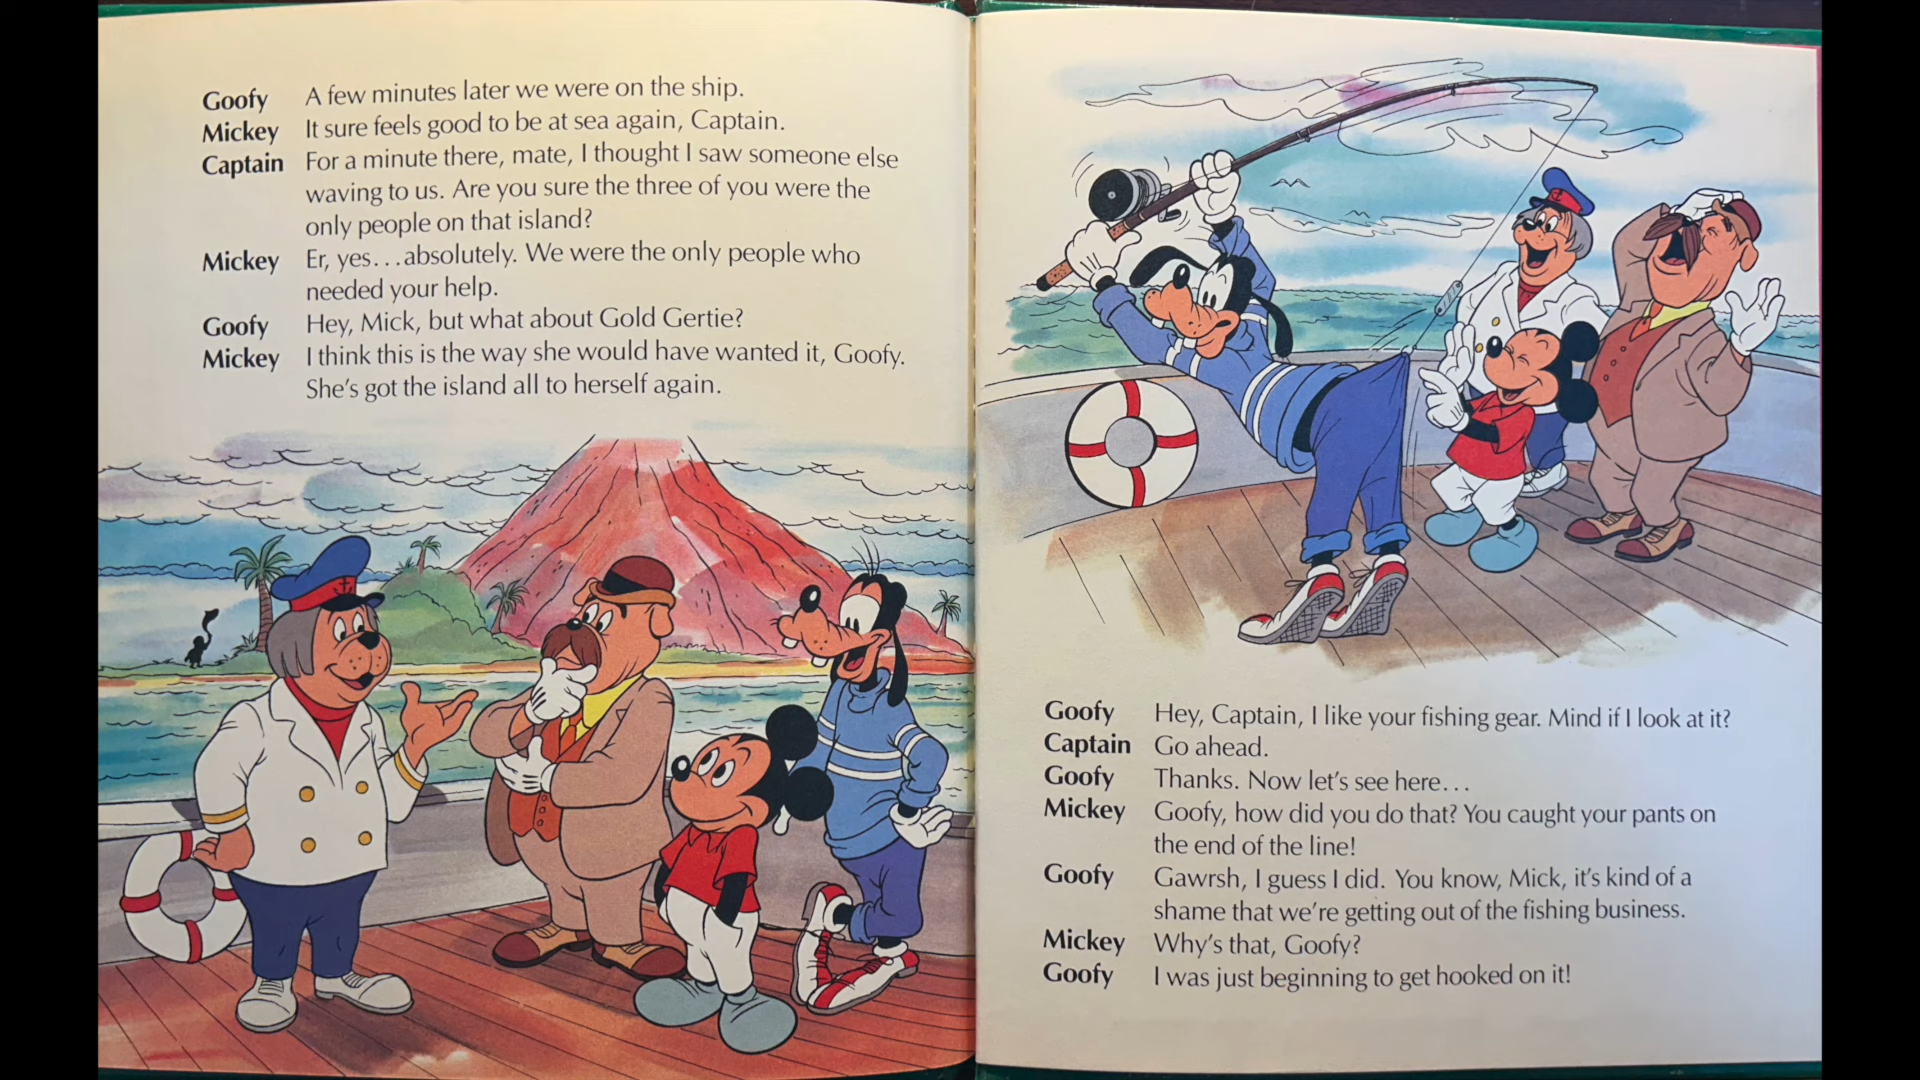 Goofy A few minutes later we were on the ship.
Mickey It sure feels good to be at sea again, Captain.
Captain For a minute there, mate, I thought I saw someone else
waving to us. Are you sure the three of you were the
only people on that island?
Mickey Er, yes...absolutely. We were the only people who
needed your help.
Goofy Hey, Mick, but what about Gold Gertie?
Mickey I think this is the way she would have wanted it, Goofy.
She's got the island all to herself again.
Goofy Hey, Captain, I like your fishing gear. Mind if I look at it?
Captain Go ahead.
Goofy Thanks. Now let's see here...
Mickey Goofy, how did you do that? You caught your pants on
the end of the line!
Goofy Gawrsh, I guess I did. You know, Mick, it's kind of a
shame that we're getting out of the fishing business.
Mickey Why's that, Goofy?
Goofy I was just beginning to get hooked on it!